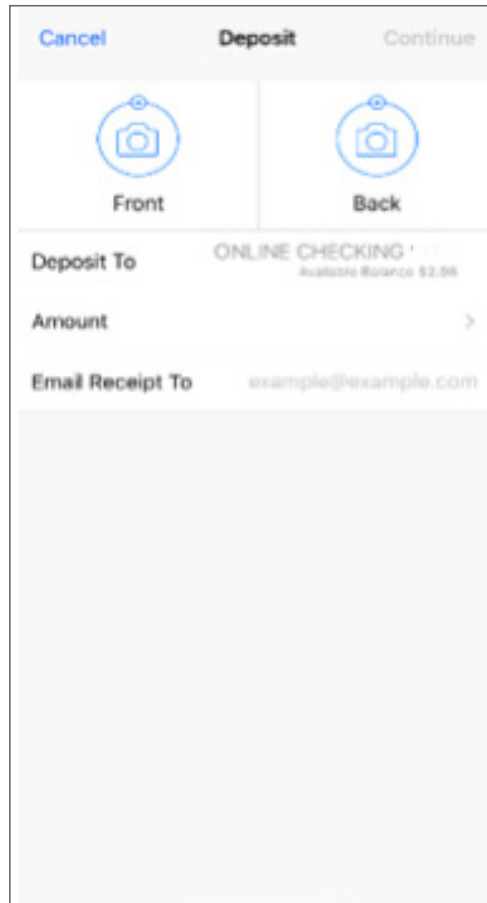 Cancel Deposit Continue
Front Back
Deposit To ONLINE CHECKING
Available Balance $2.98
Amount
Email Receipt To example@example.com